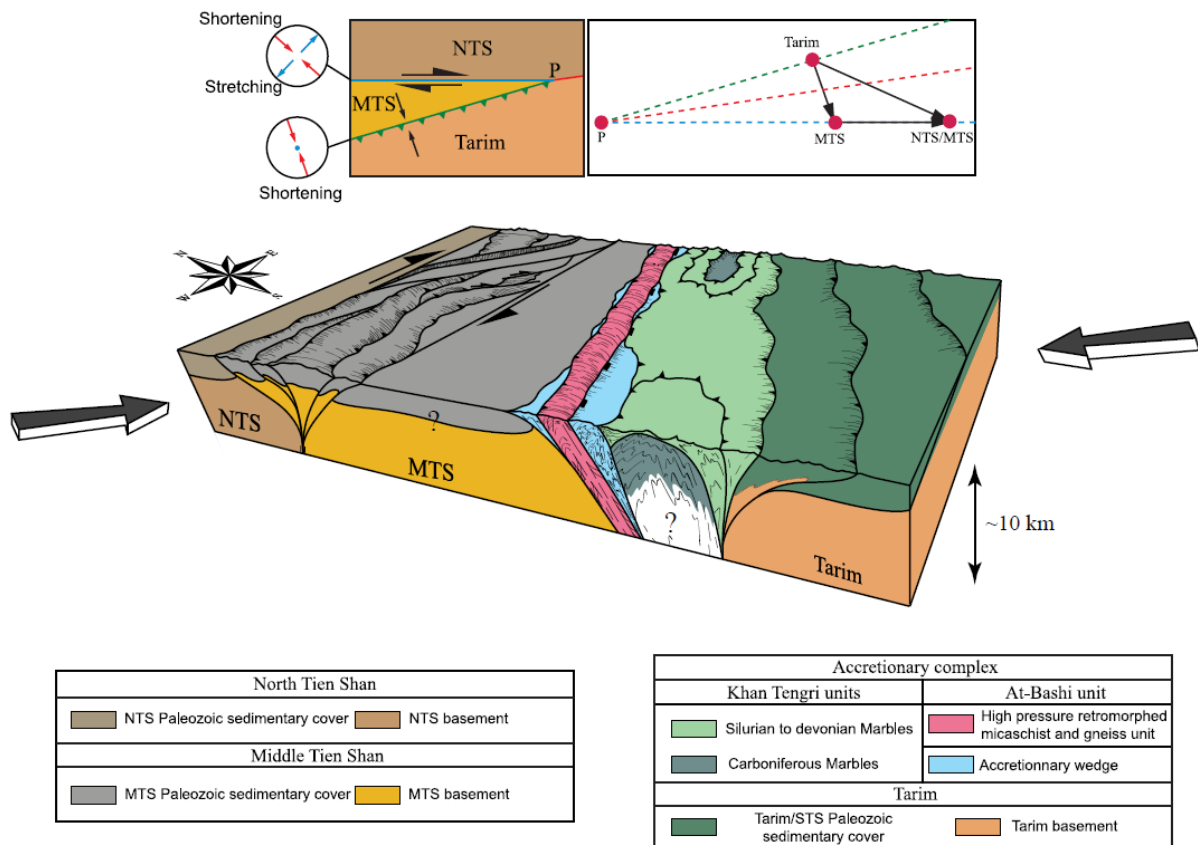 Shortening
Stretching
Shortening
NTS
P
MTS
Tarim
Tarim
P
MTS
NTS/MTS
N
E
W
S
NTS
MTS
?
?
Tarim
~10 km
North Tien Shan
NTS Paleozoic sedimentary cover
NTS basement
Middle Tien Shan
MTS Paleozoic sedimentary cover
MTS basement
Accretionary complex
Khan Tengri units
At-Bashi unit
Silurian to devonian Marbles
High pressure retromorphed
micaschist and gneiss unit
Carboniferous Marbles
Accretionnary wedge
Tarim
Tarim/STS Paleozoic
sedimentary cover
Tarim basement